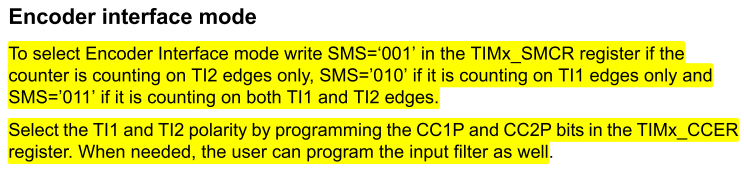 Encoder interface mode
To select Encoder Interface mode write SMS=‘001’ in the TIMx_SMCR register if the
counter is counting on TI2 edges only, SMS=’010’ if it is counting on TI1 edges only and
SMS=’011’ if it is counting on both TI1 and TI2 edges.
Select the TI1 and TI2 polarity by programming the CC1P and CC2P bits in the TIMx_CCER
register. When needed, the user can program the input filter as well.